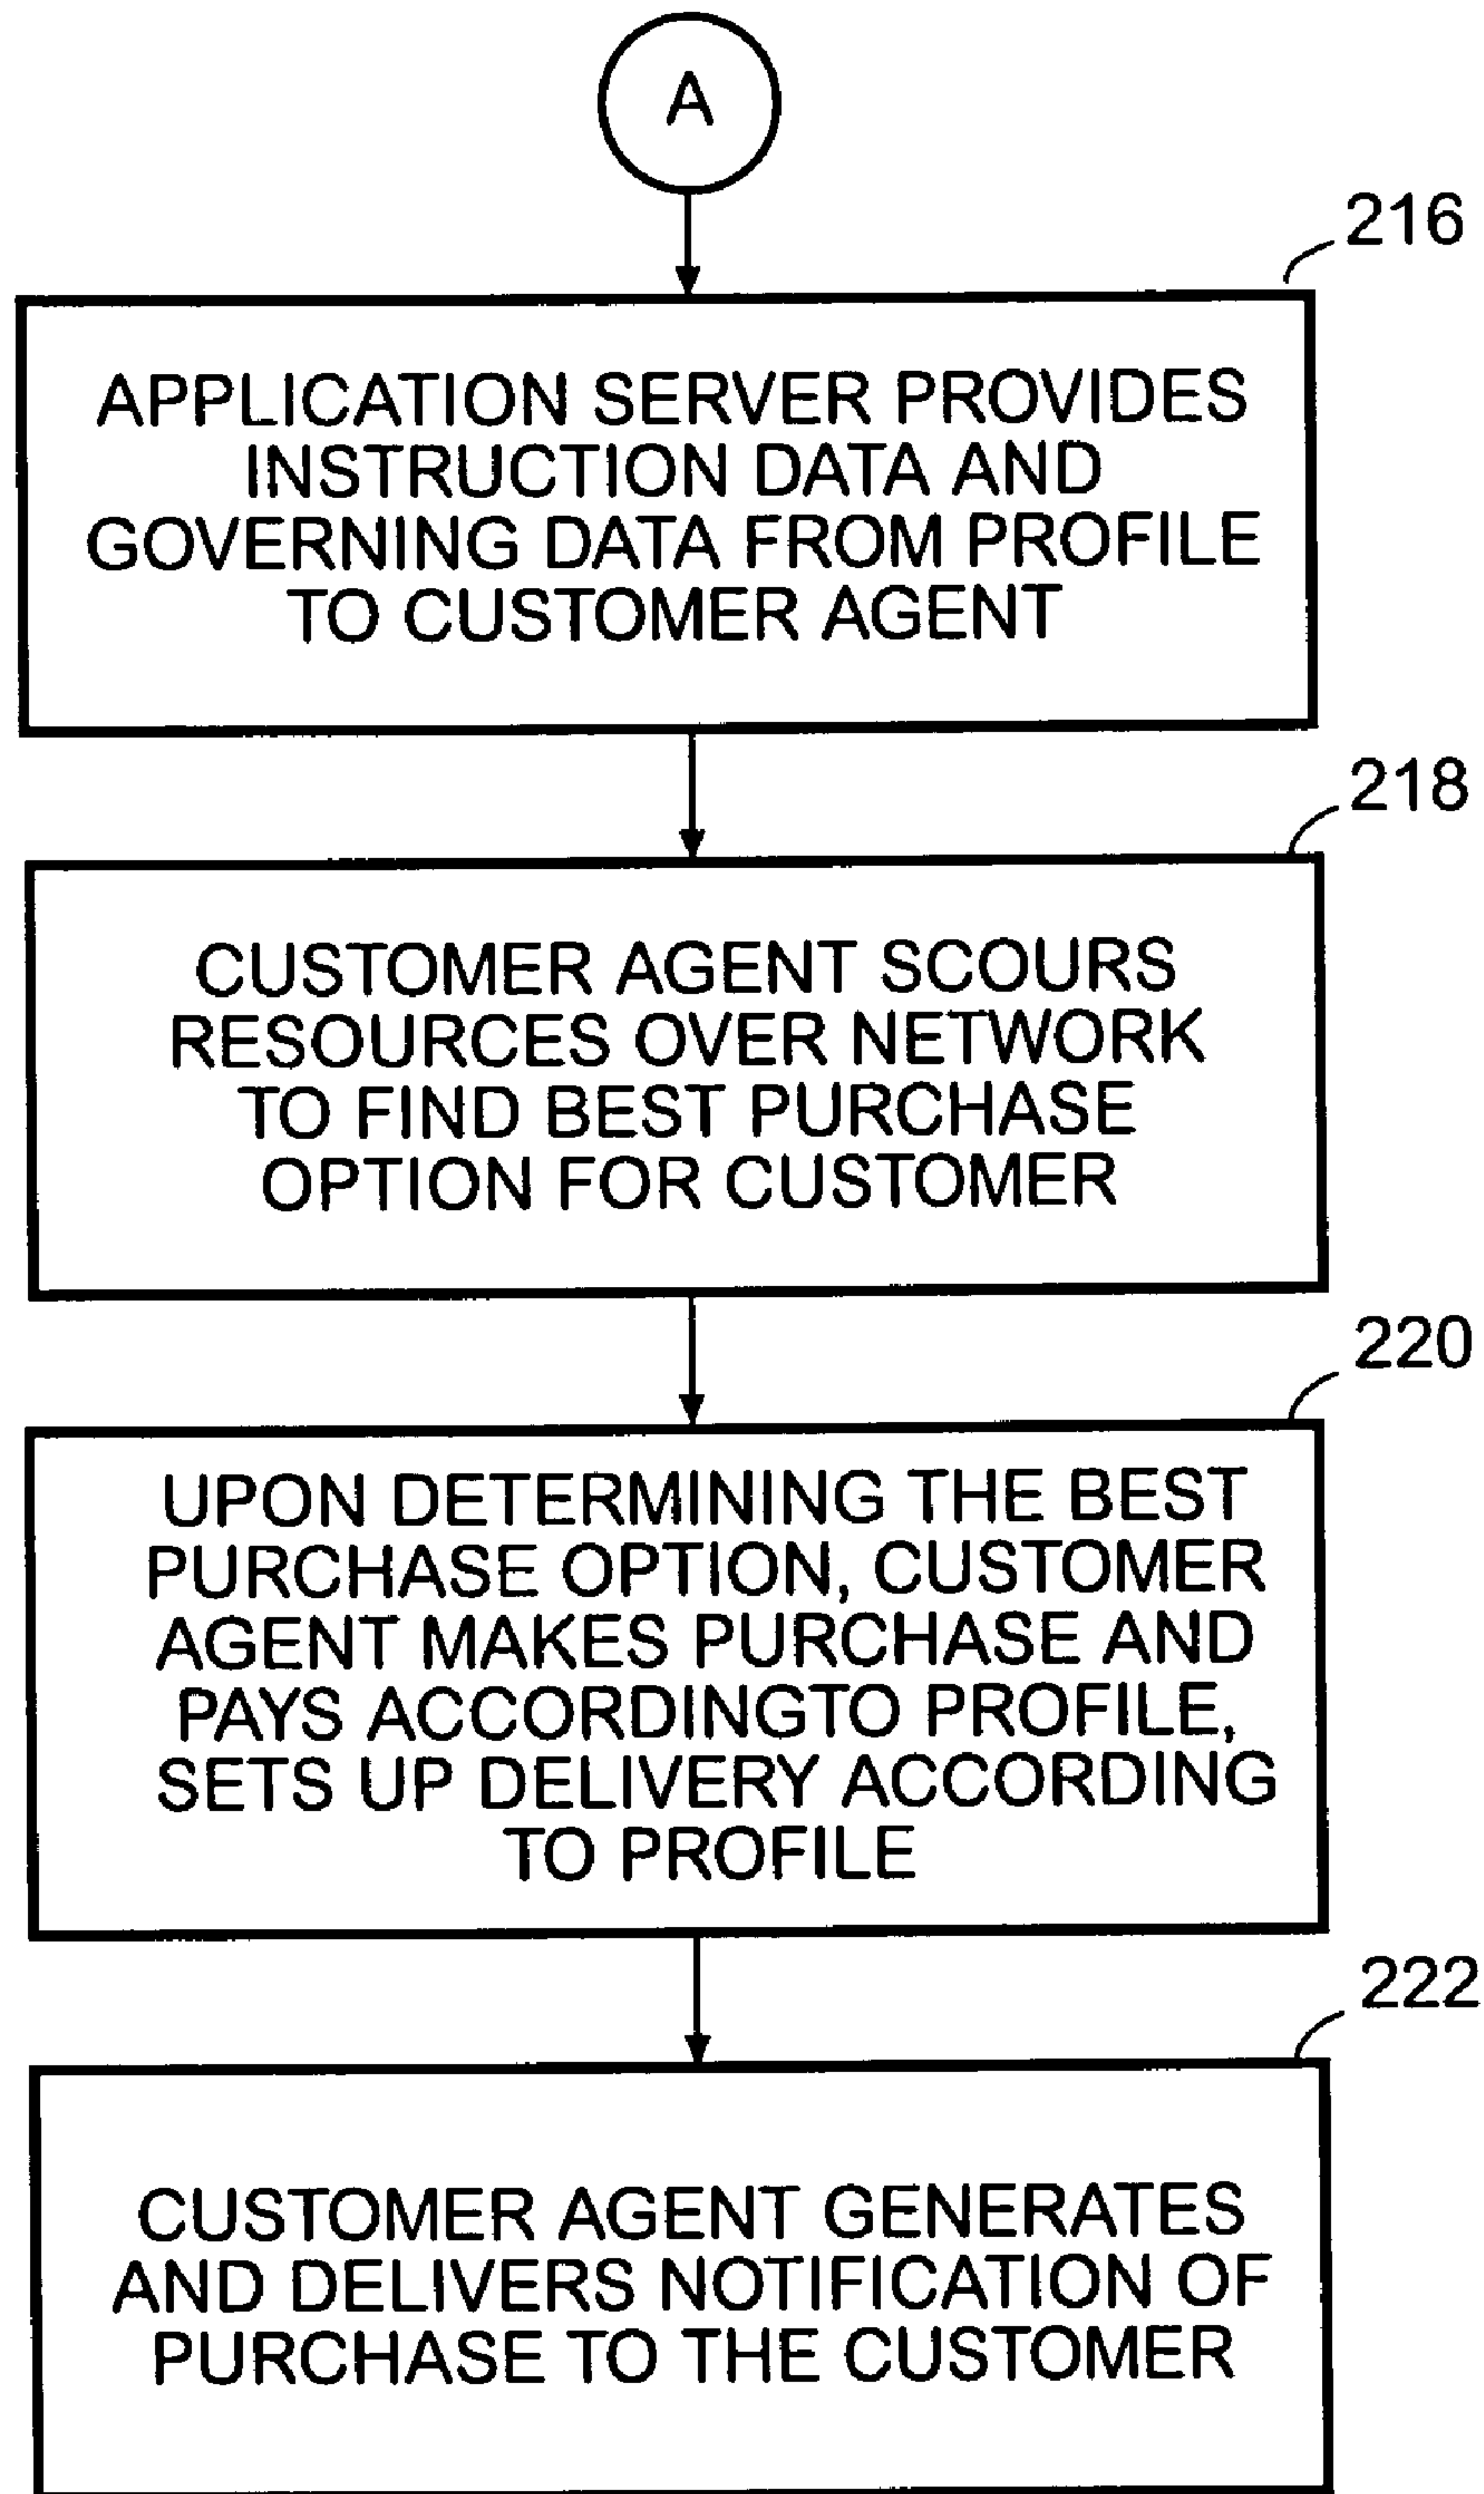 A
216
APPLICATION SERVER PROVIDES
INSTRUCTION DATA AND
GOVERNING DATA FROM PROFILE
TO CUSTOMER AGENT
218
CUSTOMER AGENT SCOURS
RESOURCES OVER NETWORK
TO FIND BEST PURCHASE
OPTION FOR CUSTOMER
220
UPON DETERMINING THE BEST
PURCHASE OPTION, CUSTOMER
AGENT MAKES PURCHASE AND
PAYS ACCORDINGTO PROFILE,
SETS UP DELIVERY ACCORDING
TO PROFILE
222
CUSTOMER AGENT GENERATES
AND DELIVERS NOTIFICATION OF
PURCHASE TO THE CUSTOMER